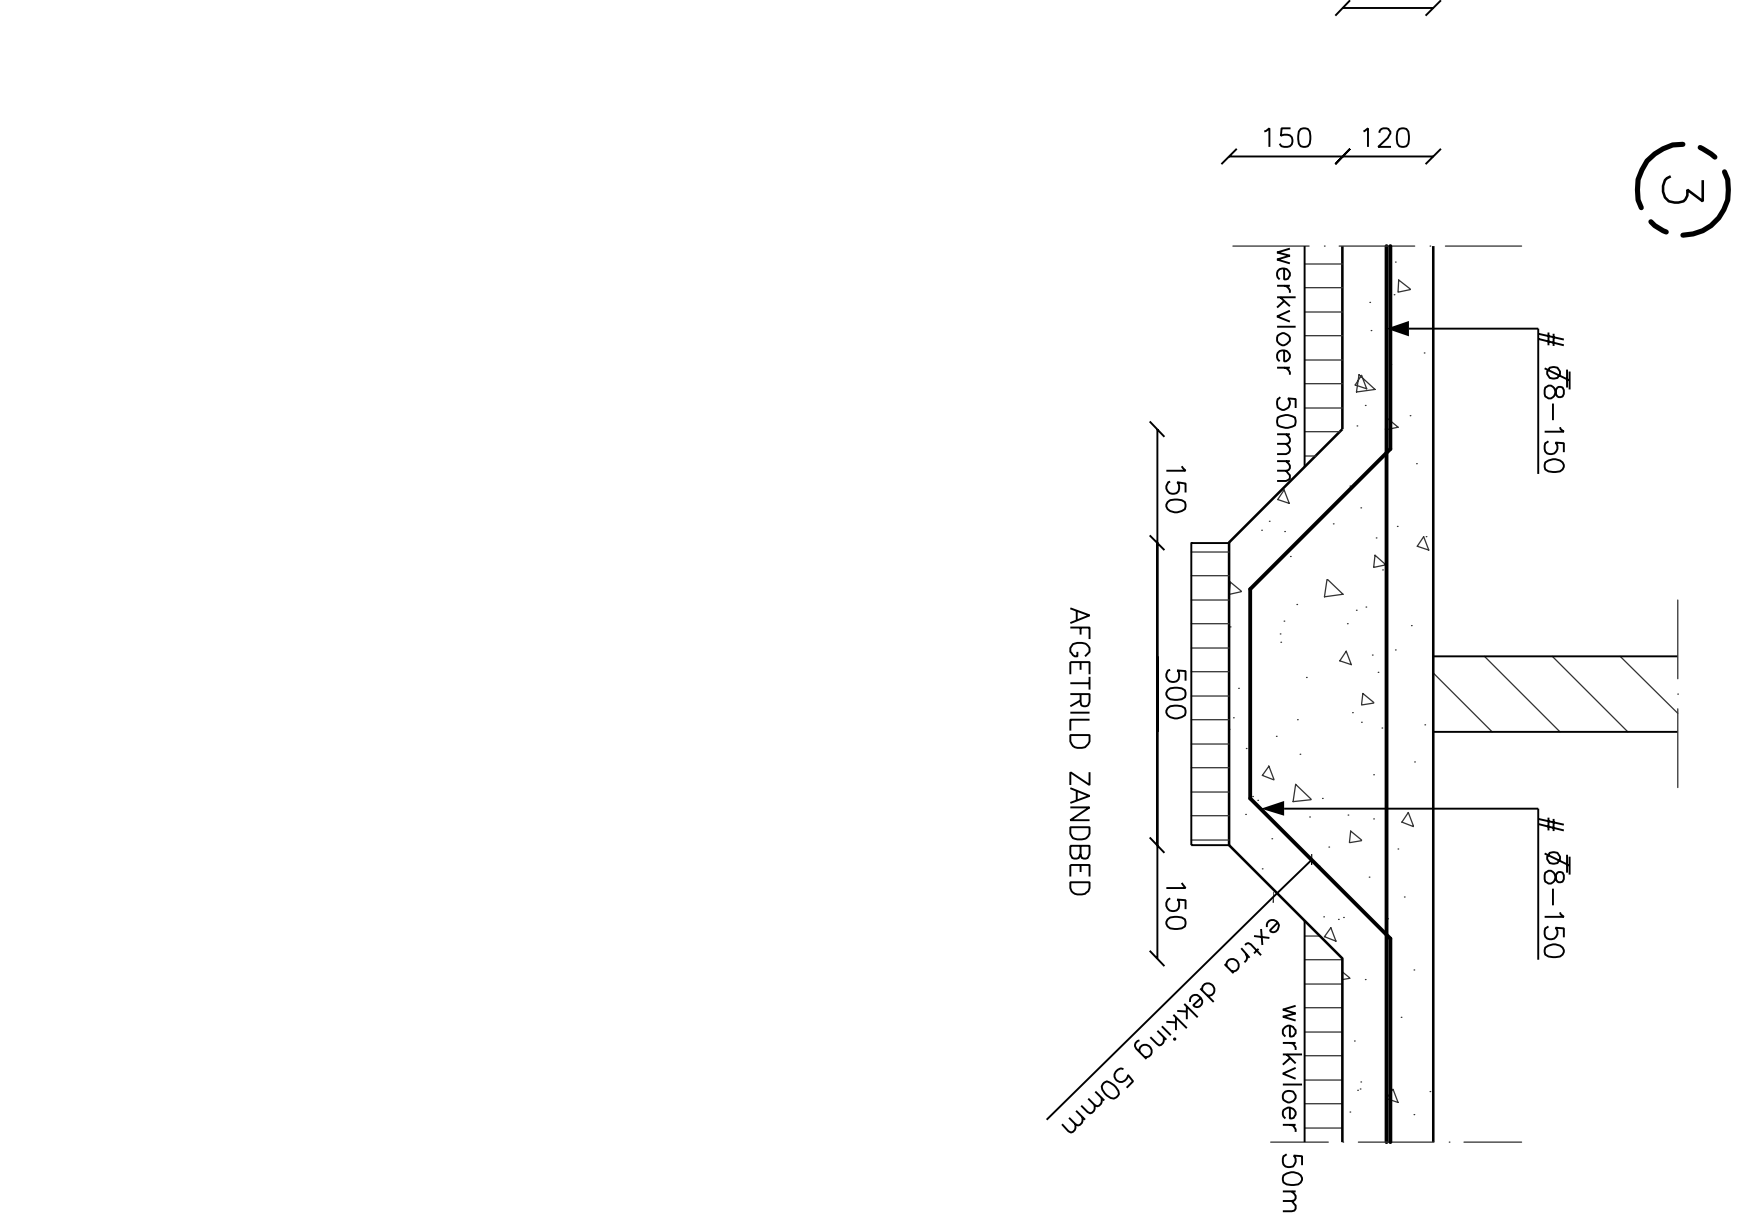 3
150 120
# ø8-150
# ø8-150
werkvloer 50mm
werkvloer 50m
extra dekking 50mm
150
500
150
AFGETRILD ZANDBED